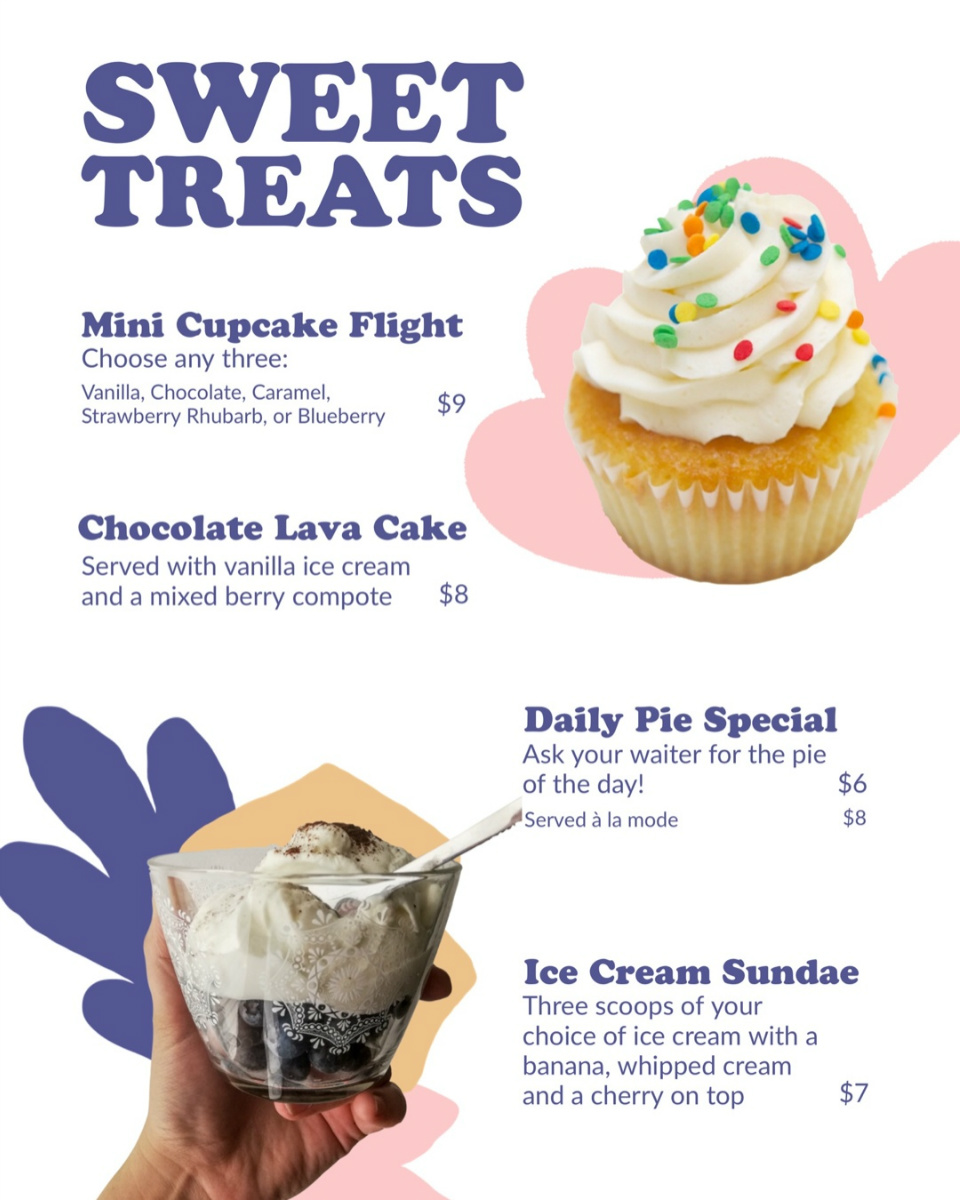 SWEET
TREATS
Mini Cupcake Flight
Choose any three:
Vanilla, Chocolate, Caramel,
Strawberry Rhubarb, or Blueberry $9
Chocolate Lava Cake
Served with vanilla ice cream
and a mixed berry compote $8
Daily Pie Special
Ask your waiter for the pie
of the day! $6
Served à la mode $8
Ice Cream Sundae
Three scoops of your
choice of ice cream with a
banana, whipped cream
and a cherry on top $7